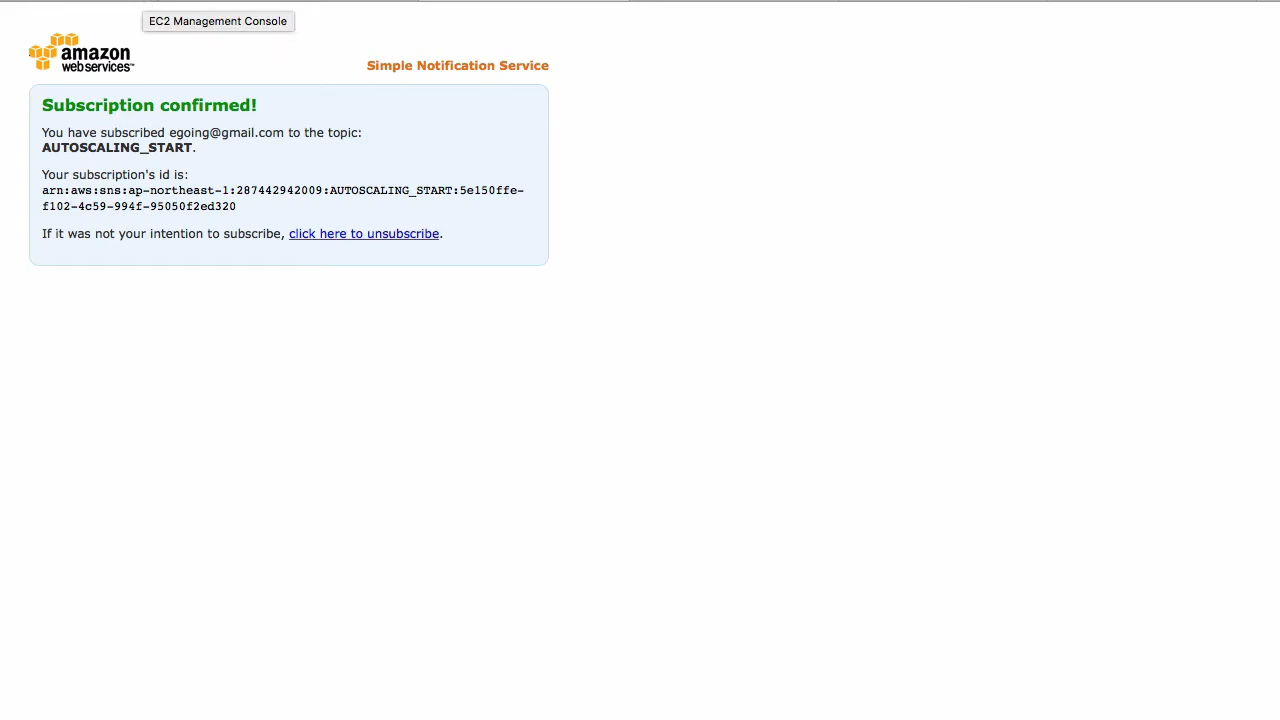 EC2 Management Console
amazon
webservices™
Simple Notification Service
Subscription confirmed!
You have subscribed egoing@gmail.com to the topic:
AUTOSCALING_START.
Your subscription's id is:
arn:aws:sns:ap-northeast-1:287442942009:AUTOSCALING_START:5e150ffe-
f102-4c59-994f-95050f2ed320
If it was not your intention to subscribe, click here to unsubscribe.